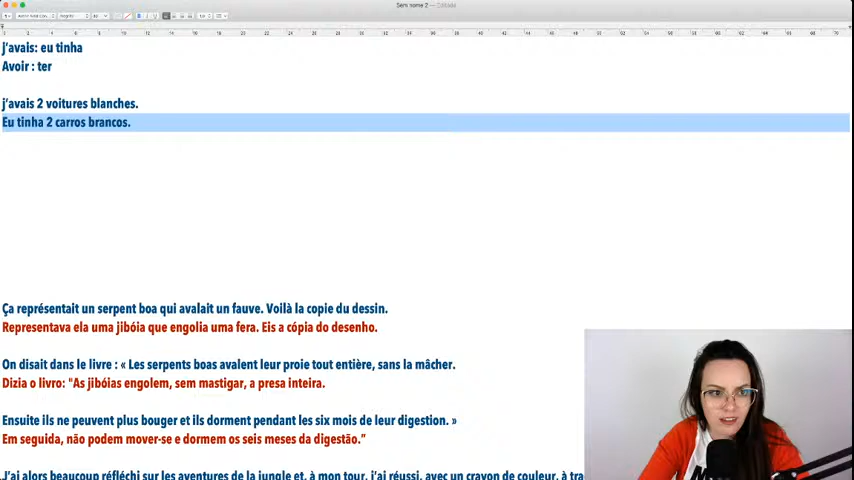 Sem nome 2 — Editado
j'avais: eu tinha
Avoir : ter
j'avais 2 voitures blanches.
Eu tinha 2 carros brancos.
Ça représentait un serpent boa qui avalait un fauve. Voilà la copie du dessin.
Representava ela uma jibóia que engolia uma fera. Eis a cópia do desenho.
On disait dans le livre : « Les serpents boas avalent leur proie tout entière, sans la mâcher.
Dizia o livro: "As jibóias engolem, sem mastigar, a presa inteira.
Ensuite ils ne peuvent plus bouger et ils dorment pendant les six mois de leur digestion. »
Em seguida, não podem mover-se e dormem os seis meses da digestão.”
J'ai alors beaucoup réfléchi sur les aventures de la jungle et, à mon tour, j'ai réussi, avec un crayon de couleur, à tra